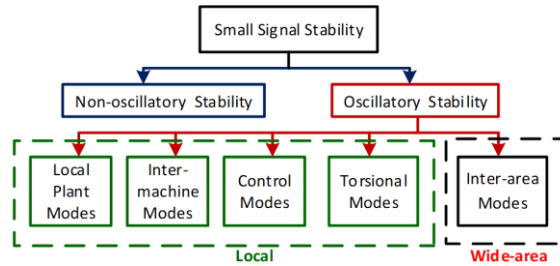 Small Signal Stability
Non-oscillatory Stability
Oscillatory Stability
Local
Plant
Modes
Inter-
machine
Modes
Control
Modes
Torsional
Modes
Inter-area
Modes
Local
Wide-area